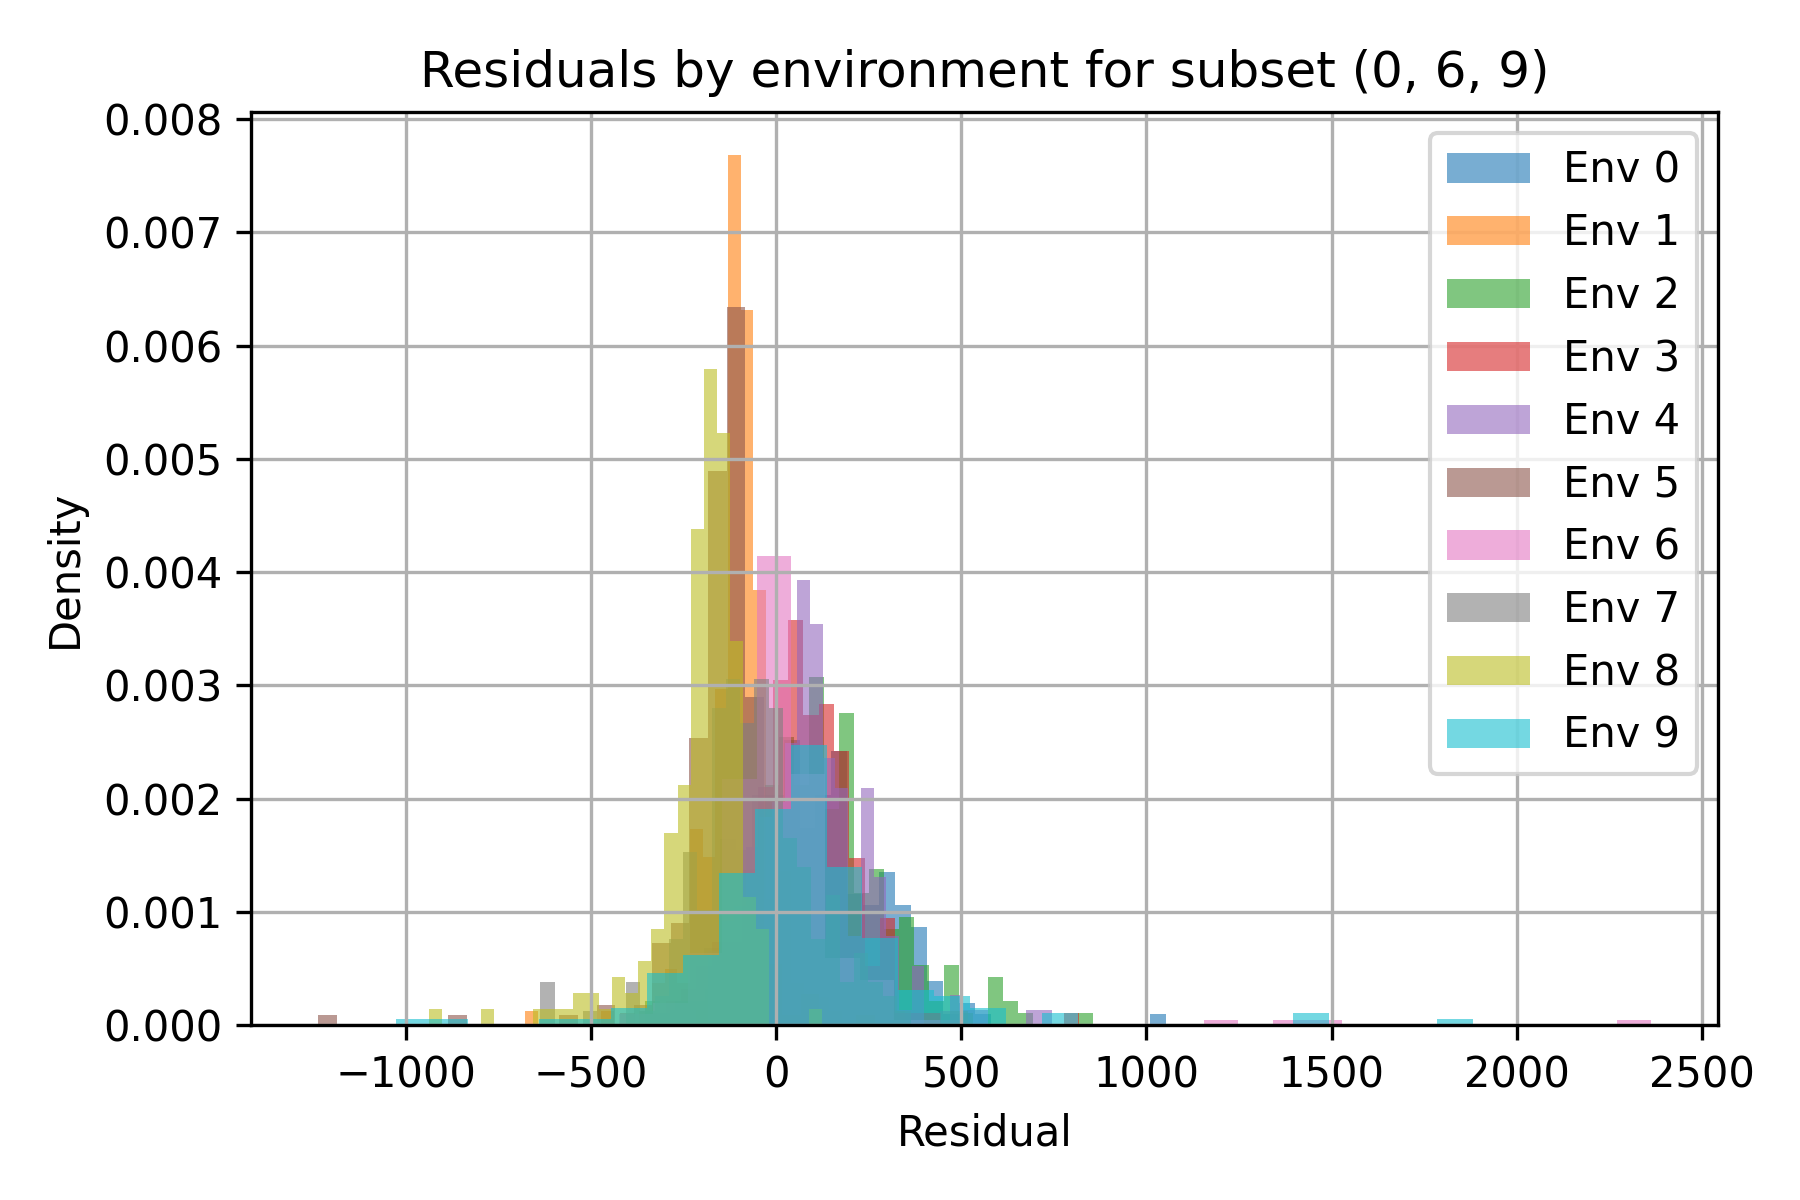 Residuals by environment for subset (0, 6, 9)
0.008
0.007
0.006
0.005
0.004
0.003
0.002
0.001
0.000
Density
−1000
−500
0
500
1000
1500
2000
2500
Residual
Env 0
Env 1
Env 2
Env 3
Env 4
Env 5
Env 6
Env 7
Env 8
Env 9